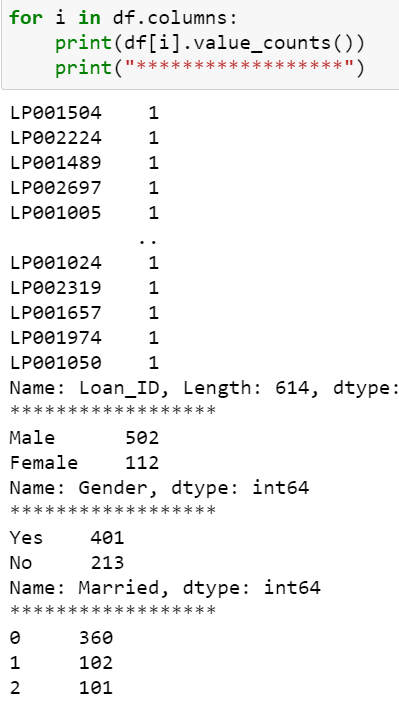 for i in df.columns:
    print(df[i].value_counts())
    print("******************")
LP001504    1
LP002224    1
LP001489    1
LP002697    1
LP001005    1
           ..
LP001024    1
LP002319    1
LP001657    1
LP001974    1
LP001050    1
Name: Loan_ID, Length: 614, dtype:
******************
Male      502
Female    112
Name: Gender, dtype: int64
******************
Yes    401
No     213
Name: Married, dtype: int64
******************
0     360
1     102
2     101